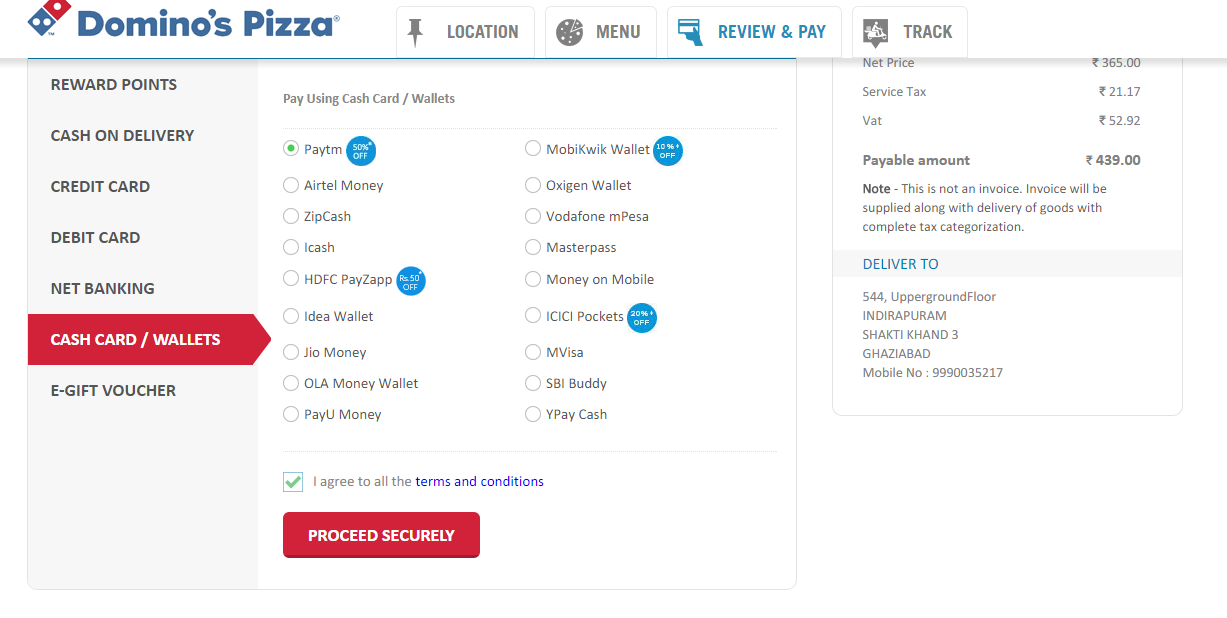 Domino's Pizza®
LOCATION
MENU
REVIEW & PAY
TRACK
REWARD POINTS
CASH ON DELIVERY
CREDIT CARD
DEBIT CARD
NET BANKING
CASH CARD / WALLETS
E-GIFT VOUCHER
Pay Using Cash Card / Wallets
Paytm 50%* OFF
MobiKwik Wallet 10%+ OFF
Airtel Money
Oxigen Wallet
ZipCash
Vodafone mPesa
Icash
Masterpass
HDFC PayZapp Rs.50* OFF
Money on Mobile
Idea Wallet
ICICI Pockets 20%+ OFF
Jio Money
MVisa
OLA Money Wallet
SBI Buddy
PayU Money
YPay Cash
I agree to all the terms and conditions
PROCEED SECURELY
Net Price ₹ 365.00
Service Tax ₹ 21.17
Vat ₹ 52.92
Payable amount ₹ 439.00
Note - This is not an invoice. Invoice will be
supplied along with delivery of goods with
complete tax categorization.
DELIVER TO
544, UppergroundFloor
INDIRAPURAM
SHAKTI KHAND 3
GHAZIABAD
Mobile No : 9990035217